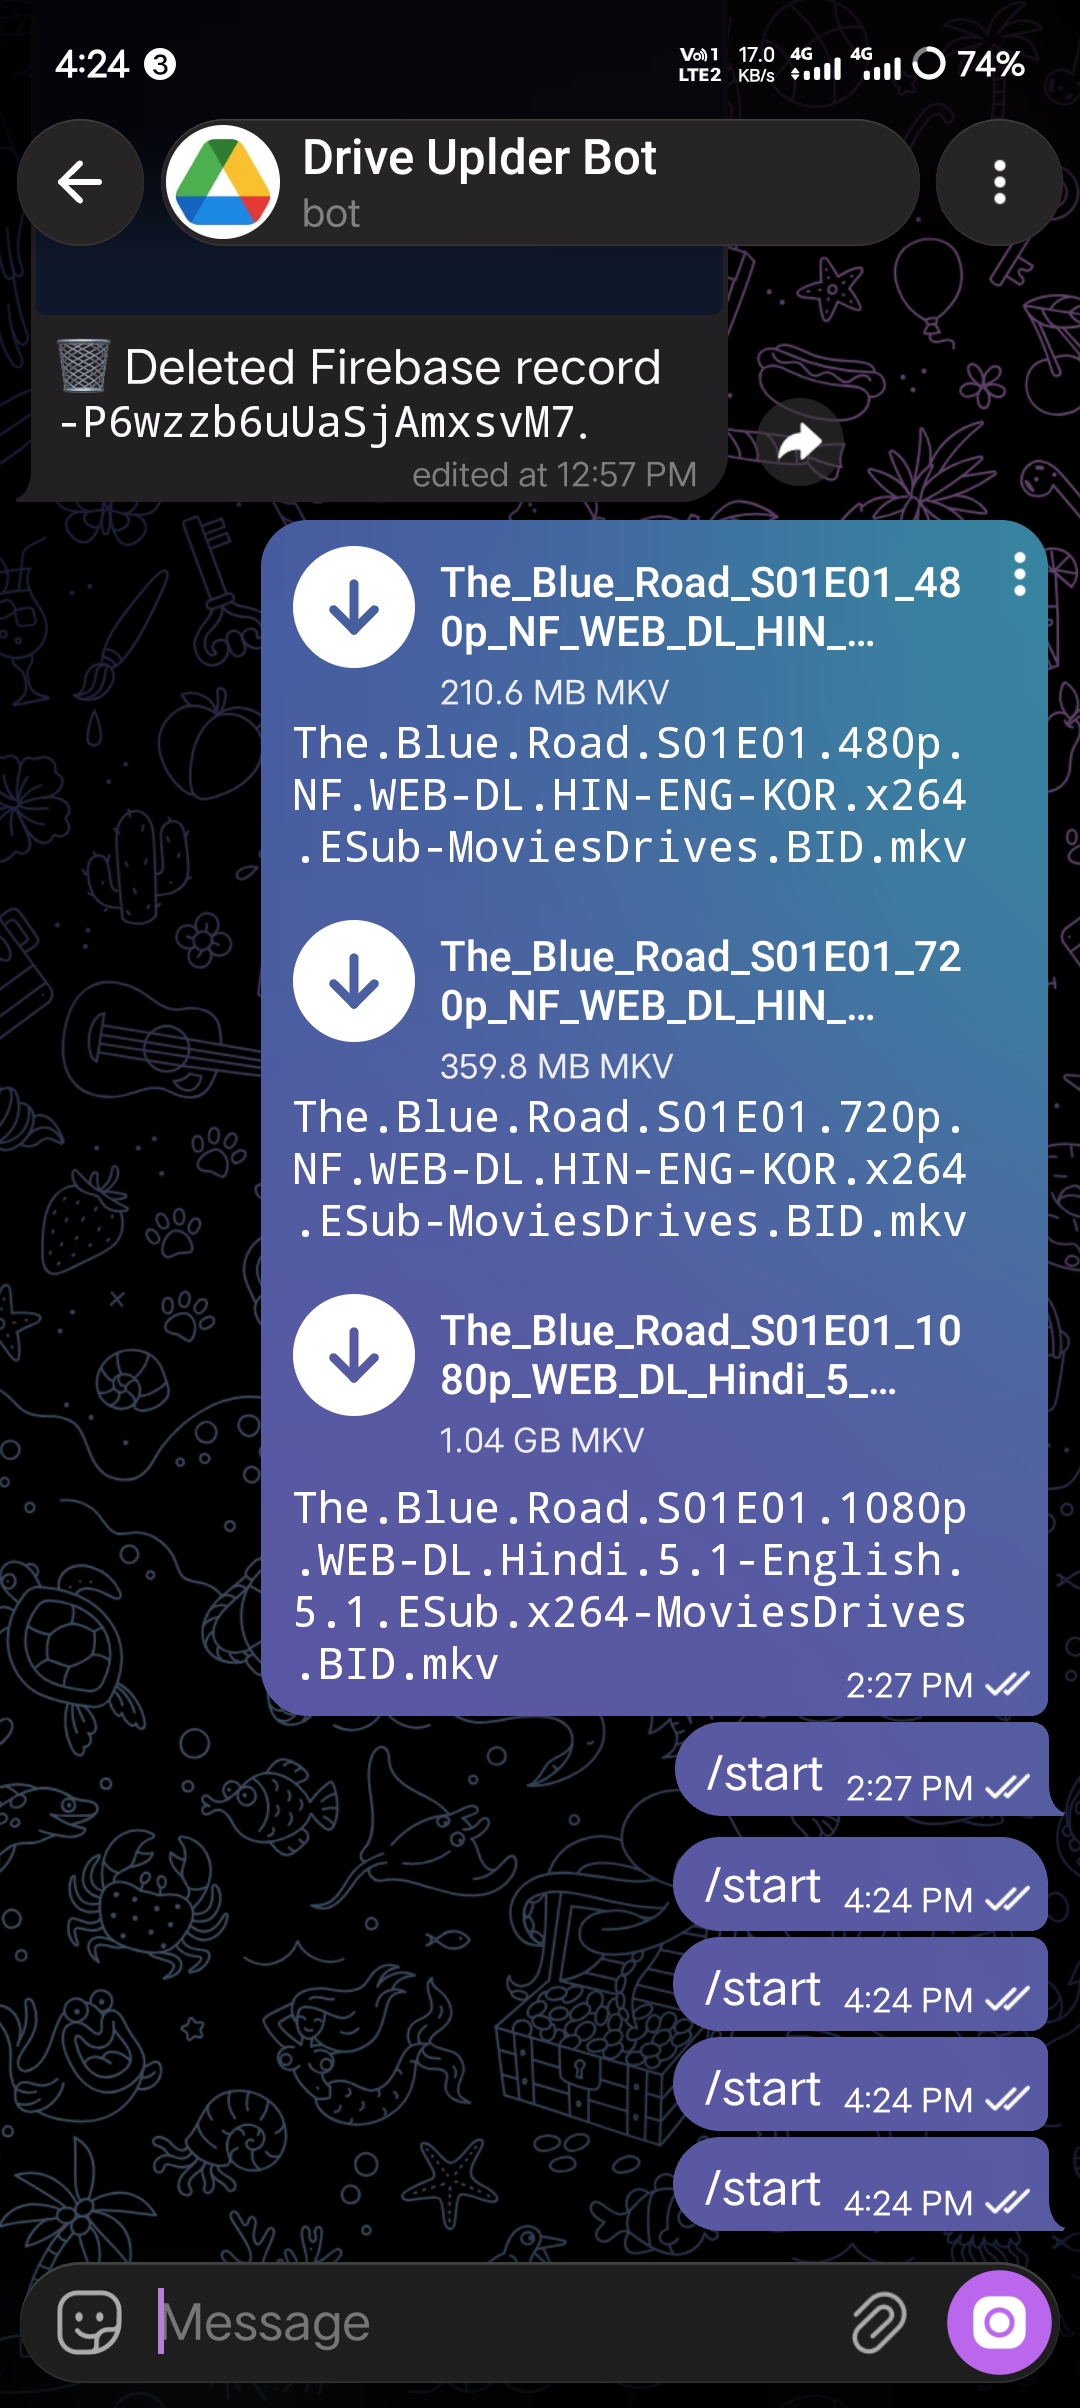 4:24 3 Vo)) 1 LTE2 17.0 KB/s 4G 4G 74%
Drive Uplder Bot
bot
Deleted Firebase record
-P6wzzb6uUaSjAmxsvM7.
edited at 12:57 PM
The_Blue_Road_S01E01_48
0p_NF_WEB_DL_HIN_...
210.6 MB MKV
The.Blue.Road.S01E01.480p.
NF.WEB-DL.HIN-ENG-KOR.x264
.ESub-MoviesDrives.BID.mkv
The_Blue_Road_S01E01_72
0p_NF_WEB_DL_HIN_...
359.8 MB MKV
The.Blue.Road.S01E01.720p.
NF.WEB-DL.HIN-ENG-KOR.x264
.ESub-MoviesDrives.BID.mkv
The_Blue_Road_S01E01_10
80p_WEB_DL_Hindi_5_...
1.04 GB MKV
The.Blue.Road.S01E01.1080p
.WEB-DL.Hindi.5.1-English.
5.1.ESub.x264-MoviesDrives
.BID.mkv
2:27 PM
/start 2:27 PM
/start 4:24 PM
/start 4:24 PM
/start 4:24 PM
/start 4:24 PM
Message